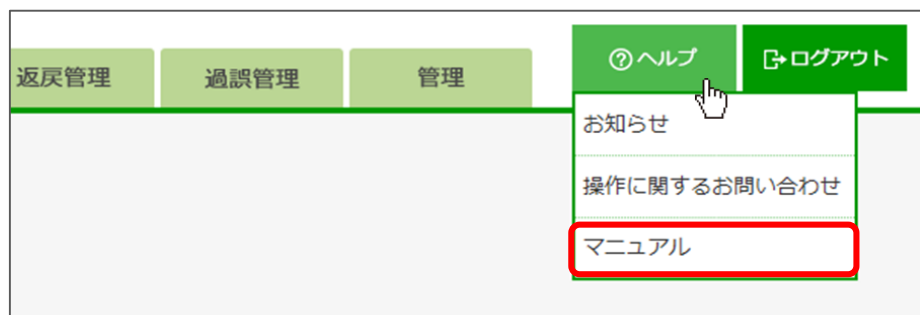 返戻管理
過誤管理
管理
?ヘルプ
ログアウト
お知らせ
操作に関するお問い合わせ
マニュアル